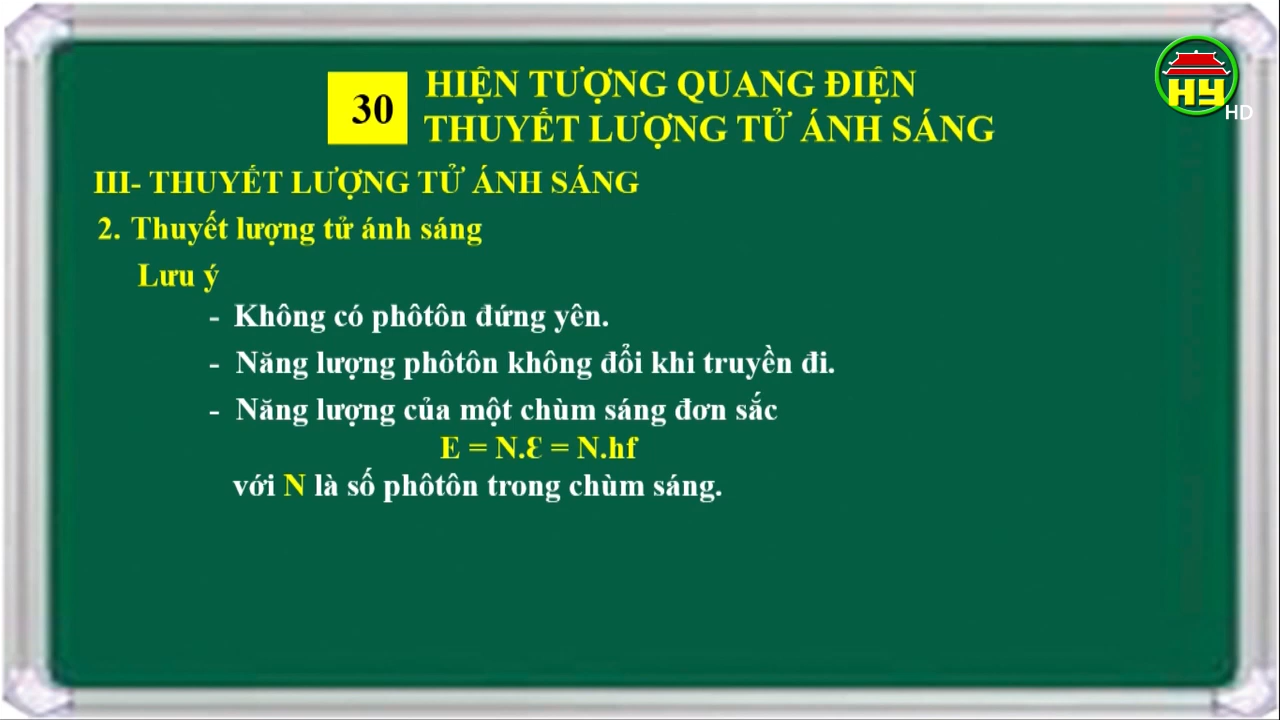 30
HIỆN TƯỢNG QUANG ĐIỆN
THUYẾT LƯỢNG TỬ ÁNH SÁNG
HY
HD
III- THUYẾT LƯỢNG TỬ ÁNH SÁNG
2. Thuyết lượng tử ánh sáng
Lưu ý
- Không có phôtôn đứng yên.
- Năng lượng phôtôn không đổi khi truyền đi.
- Năng lượng của một chùm sáng đơn sắc
E = N.Ɛ = N.hf
với N là số phôtôn trong chùm sáng.